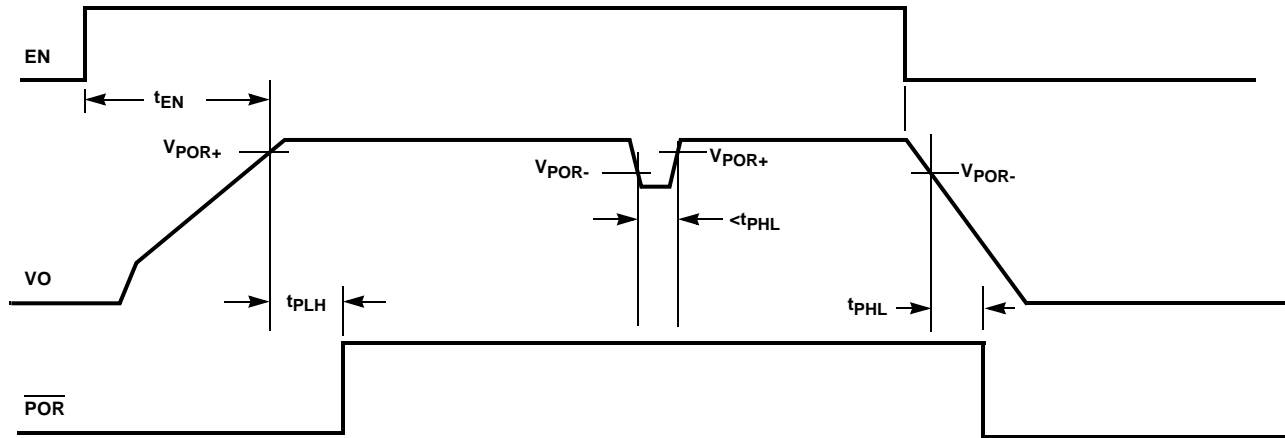 EN
tEN
VPOR+
VPOR-
VPOR+
VPOR-
<tPHL
VO
tPLH
tPHL
POR